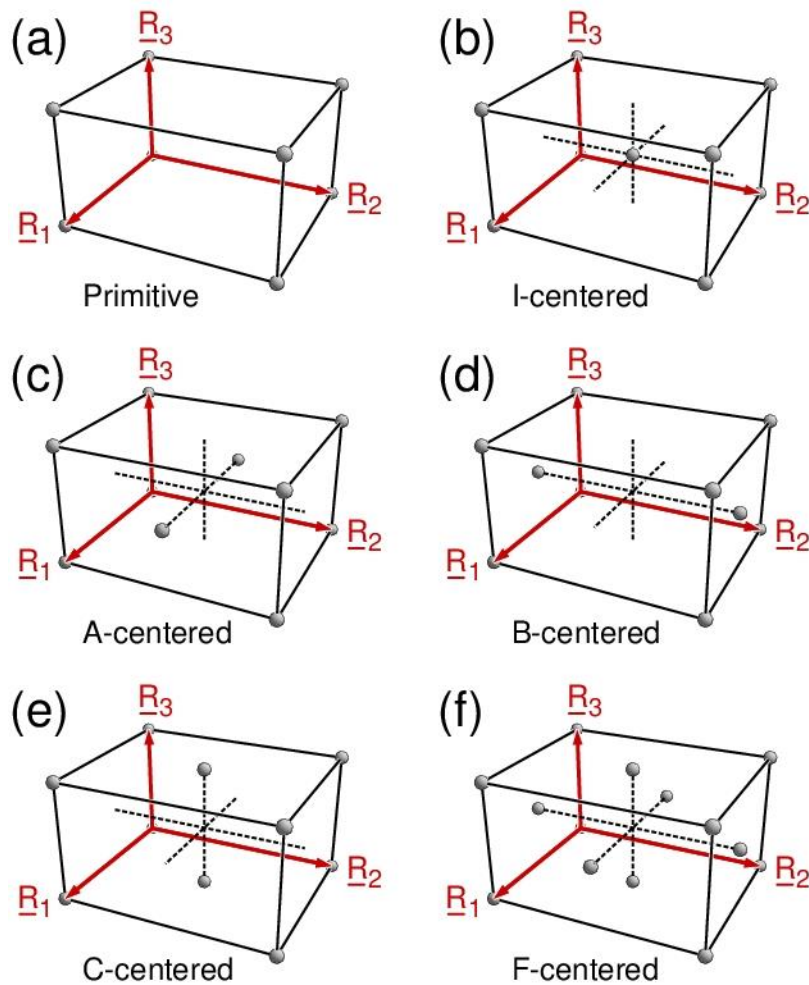 (a)
R3
R1
R2
Primitive
(b)
R3
R1
R2
I-centered
(c)
R3
R1
R2
A-centered
(d)
R3
R1
R2
B-centered
(e)
R3
R1
R2
C-centered
(f)
R3
R1
R2
F-centered